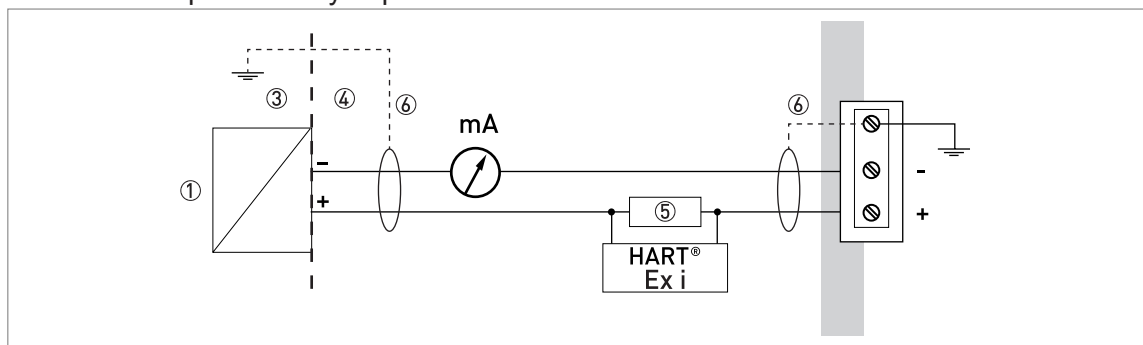 ③ ④ ⑥ ⑥
mA
①
-
+
-
+
⑤
HART®
Ex i